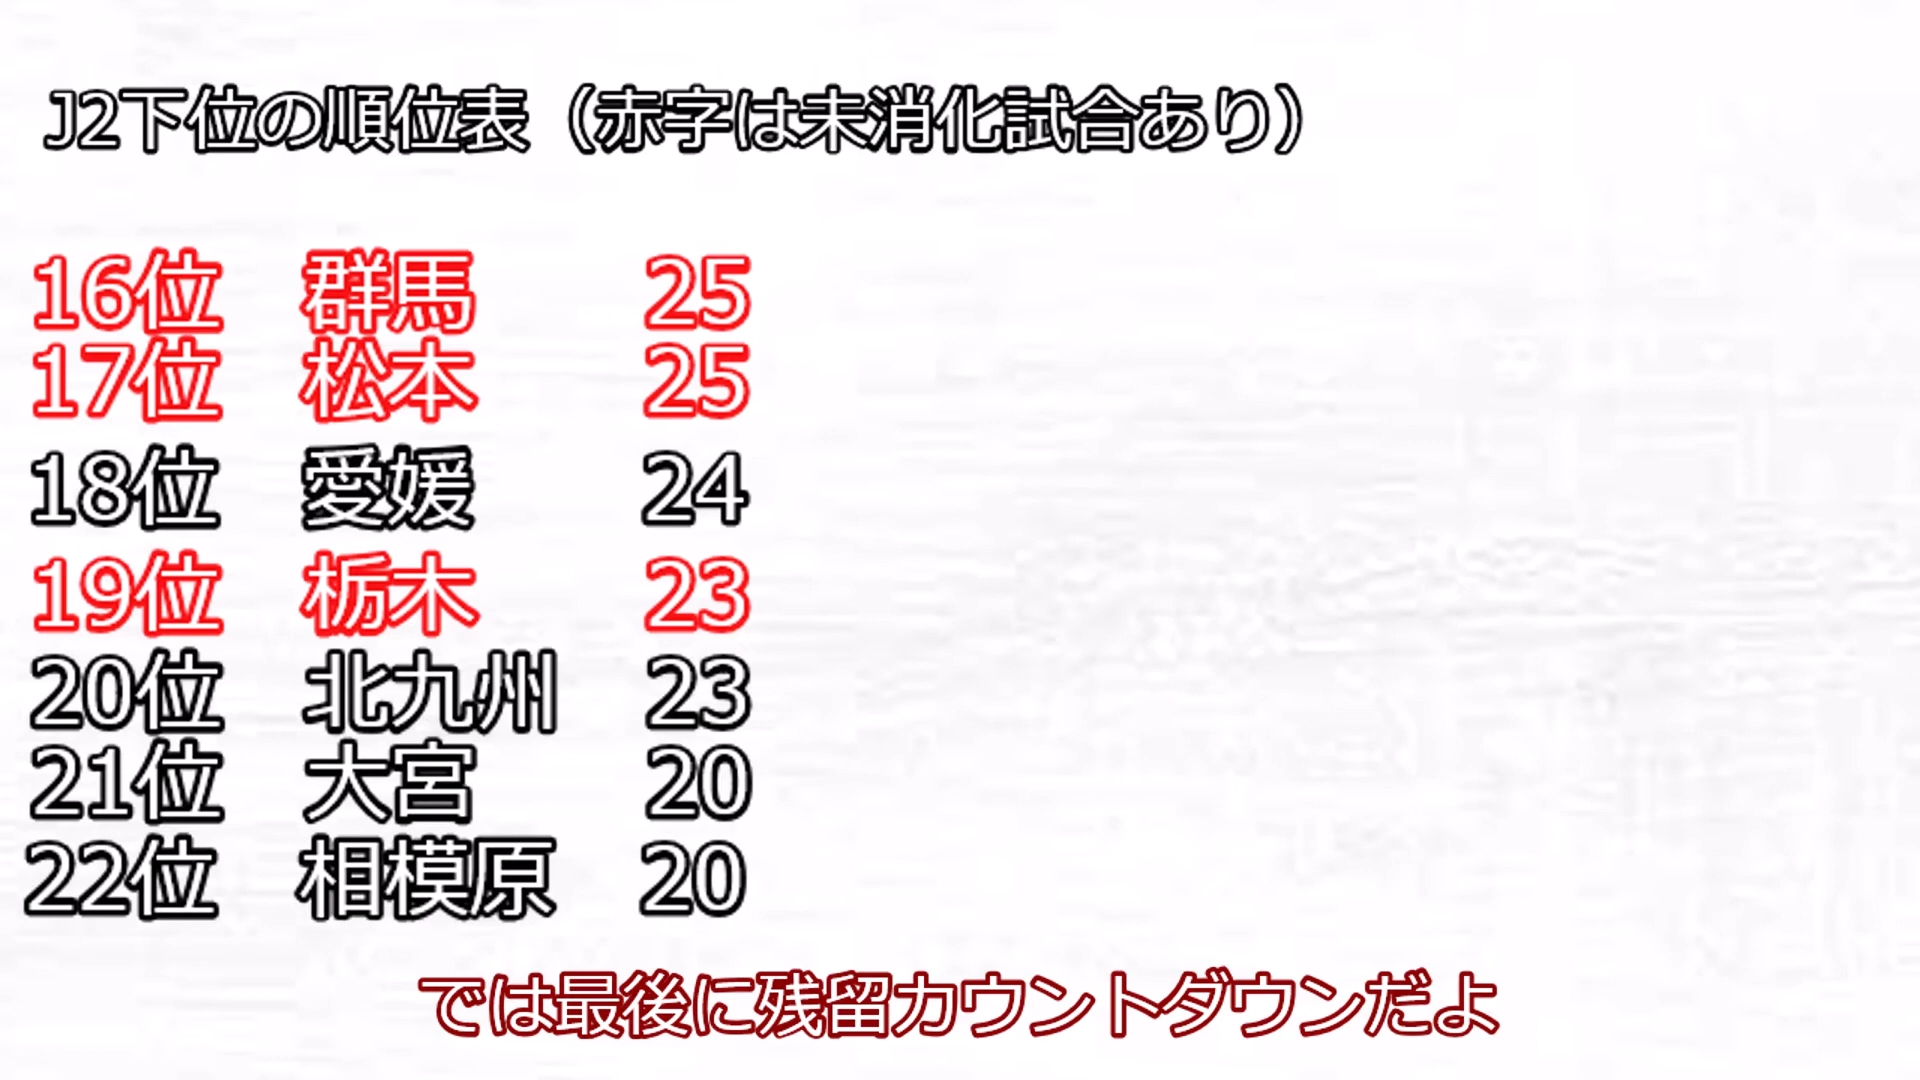 J2下位の順位表（赤字は未消化試合あり）
16位 群馬 25
17位 松本 25
18位 愛媛 24
19位 栃木 23
20位 北九州 23
21位 大宮 20
22位 相模原 20
では最後に残留カウントダウンだよ